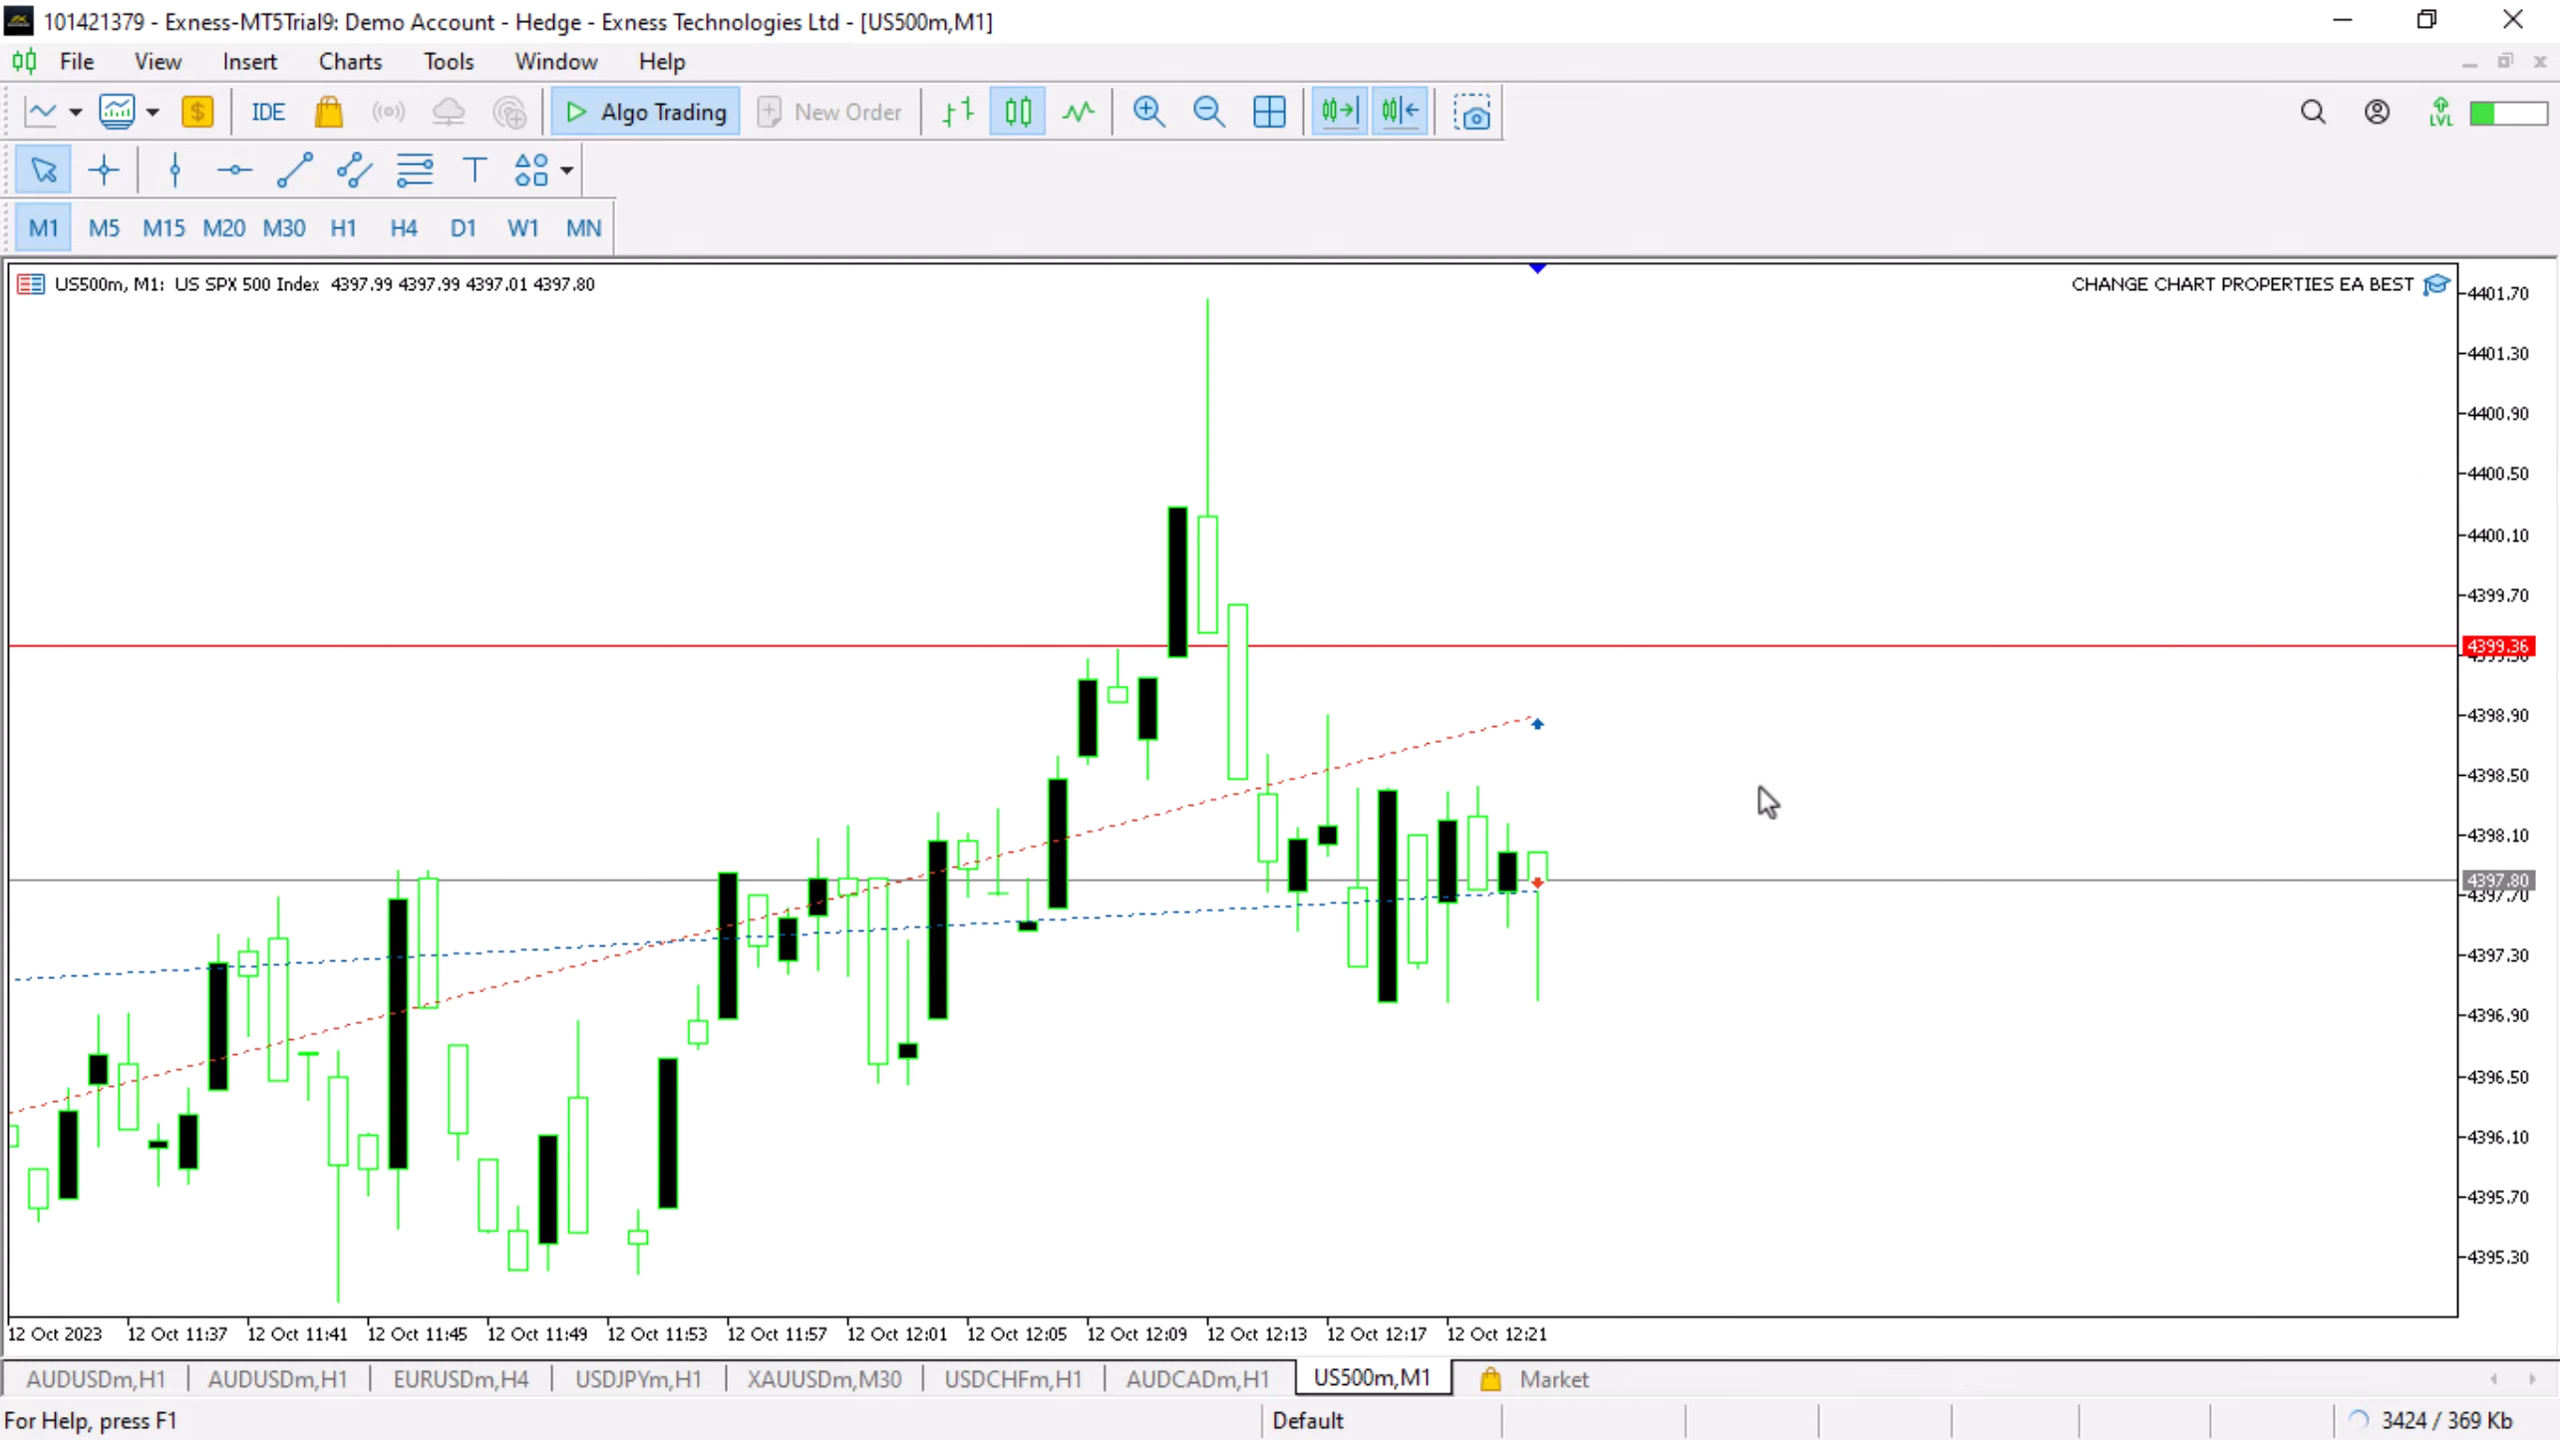 101421379 - Exness-MT5Trial9: Demo Account - Hedge - Exness Technologies Ltd - [US500m,M1]
File View Insert Charts Tools Window Help
IDE Algo Trading New Order LVL
T
M1 M5 M15 M20 M30 H1 H4 D1 W1 MN
US500m, M1: US SPX 500 Index 4397.99 4397.99 4397.01 4397.80
CHANGE CHART PROPERTIES EA BEST
4401.70
4401.30
4400.90
4400.50
4400.10
4399.70
4399.36
4398.90
4398.50
4398.10
4397.80
4397.70
4397.30
4396.90
4396.50
4396.10
4395.70
4395.30
12 Oct 2023 12 Oct 11:37 12 Oct 11:41 12 Oct 11:45 12 Oct 11:49 12 Oct 11:53 12 Oct 11:57 12 Oct 12:01 12 Oct 12:05 12 Oct 12:09 12 Oct 12:13 12 Oct 12:17 12 Oct 12:21
AUDUSDm,H1 AUDUSDm,H1 EURUSDm,H4 USDJPYm,H1 XAUUSDm,M30 USDCHFm,H1 AUDCADm,H1 US500m,M1 Market
For Help, press F1 Default 3424 / 369 Kb